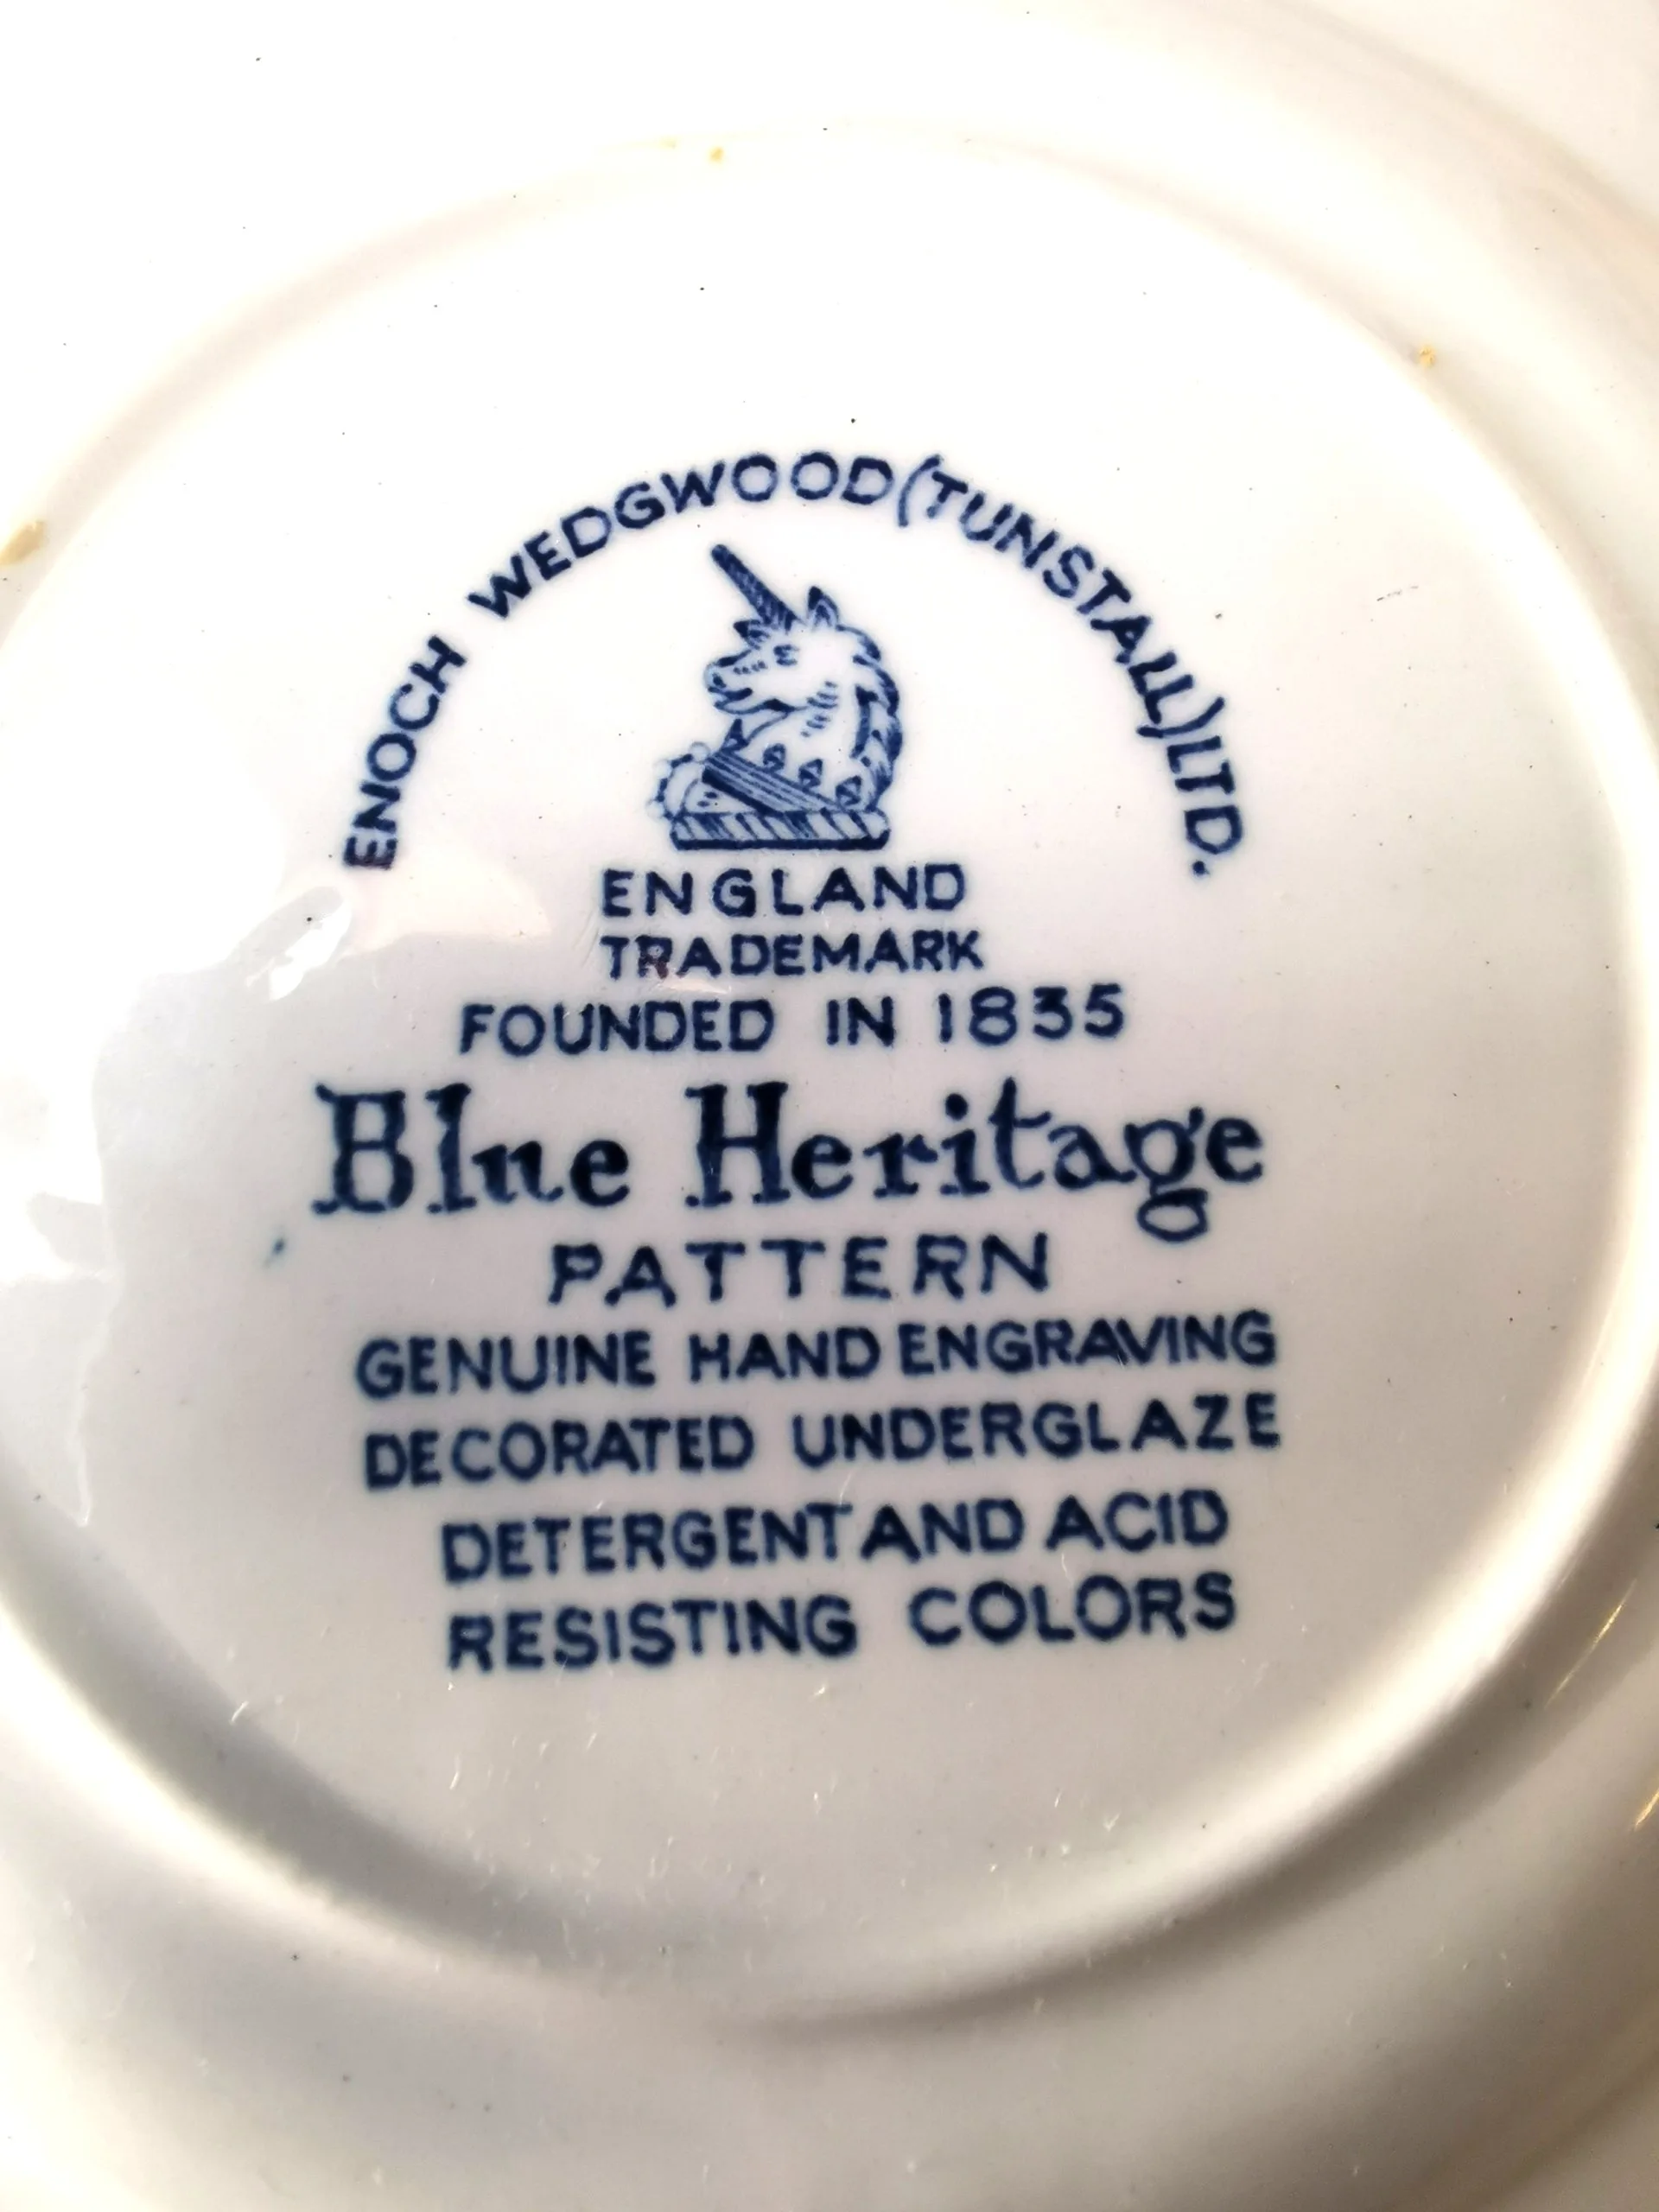 ENOCH WEDGWOOD (TUNSTALL) LTD.
ENGLAND
TRADEMARK
FOUNDED IN 1835
Blue Heritage
PATTERN
GENUINE HAND ENGRAVING
DECORATED UNDERGLAZE
DETERGENT AND ACID
RESISTING COLORS